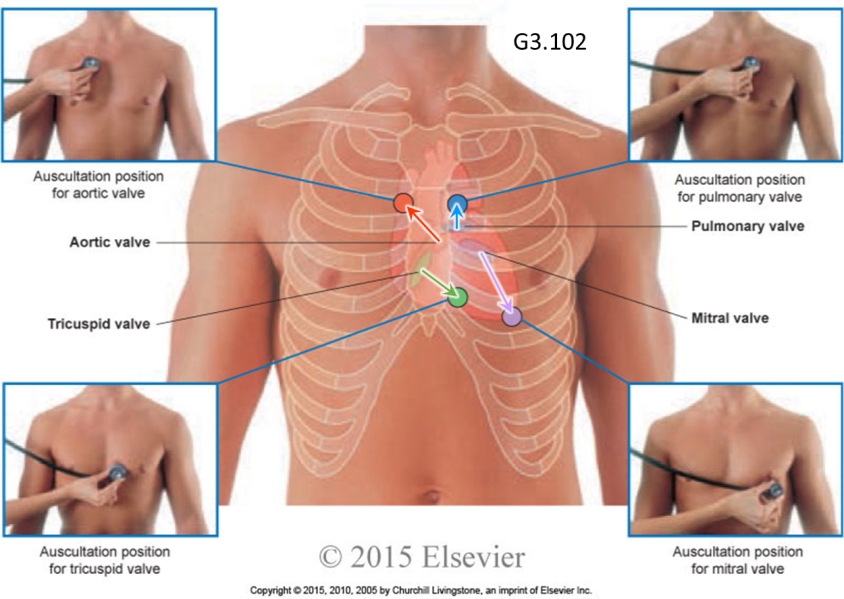 G3.102
Auscultation position
for aortic valve
Auscultation position
for pulmonary valve
Pulmonary valve
Aortic valve
Mitral valve
Tricuspid valve
Auscultation position
for tricuspid valve
Auscultation position
for mitral valve
© 2015 Elsevier
Copyright © 2015, 2010, 2005 by Churchill Livingstone, an imprint of Elsevier Inc.